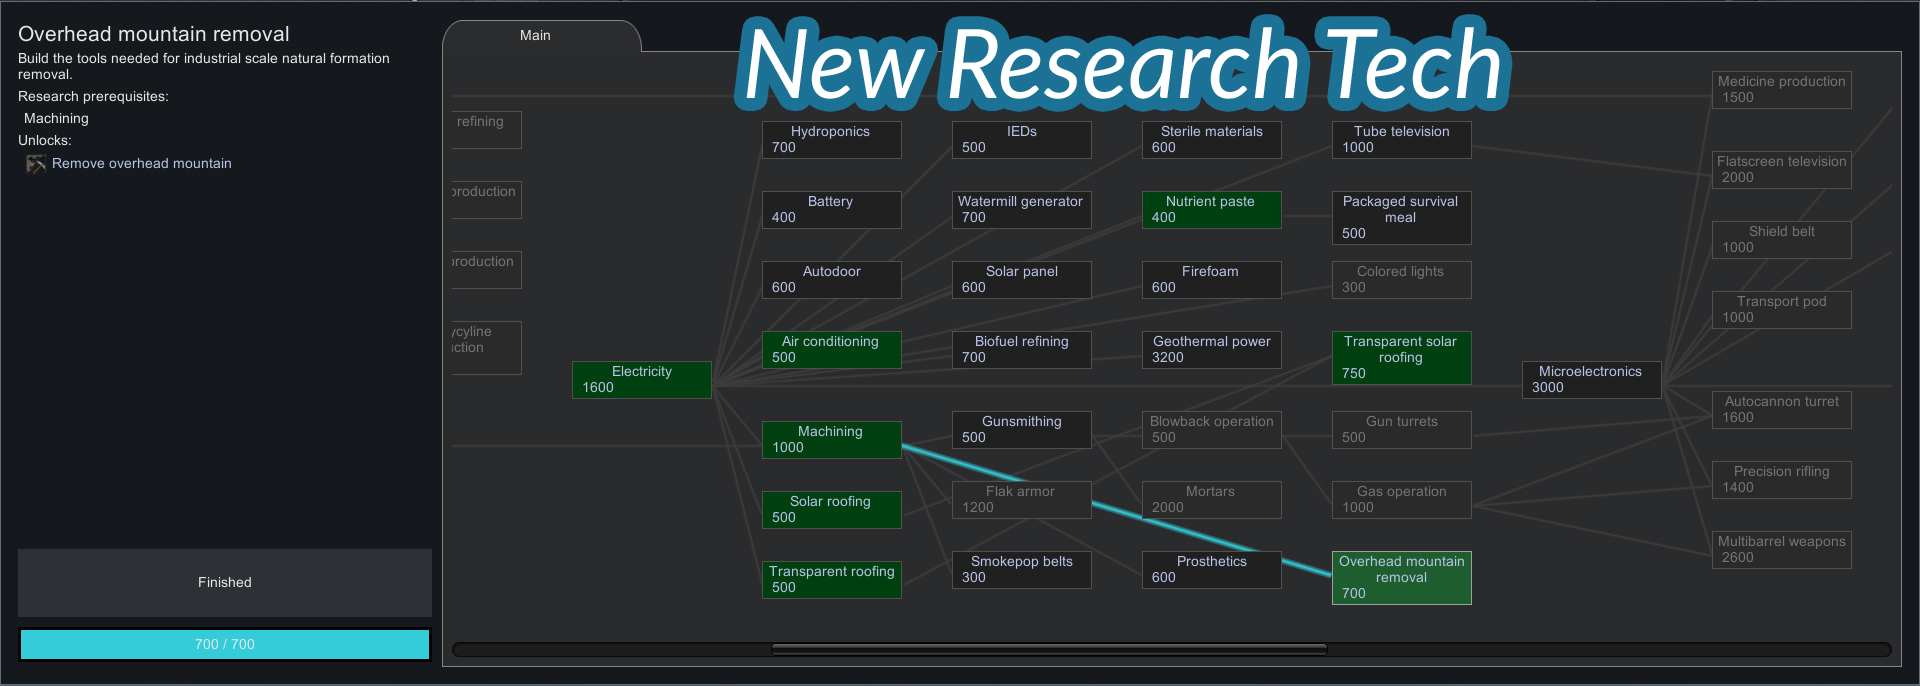 Overhead mountain removal
Build the tools needed for industrial scale natural formation
removal.
Research prerequisites:
Machining
Unlocks:
Remove overhead mountain
Finished
700 / 700
Main
New Research Tech
refining
production
production
ycyline
uction
Electricity
1600
Hydroponics
700
Battery
400
Autodoor
600
Air conditioning
500
Machining
1000
Solar roofing
500
Transparent roofing
500
IEDs
500
Watermill generator
700
Solar panel
600
Biofuel refining
700
Gunsmithing
500
Flak armor
1200
Smokepop belts
300
Sterile materials
600
Nutrient paste
400
Firefoam
600
Geothermal power
3200
Blowback operation
500
Mortars
2000
Prosthetics
600
Tube television
1000
Packaged survival
meal
500
Colored lights
300
Transparent solar
roofing
750
Gun turrets
500
Gas operation
1000
Overhead mountain
removal
700
Microelectronics
3000
Medicine production
1500
Flatscreen television
2000
Shield belt
1000
Transport pod
1000
Autocannon turret
1600
Precision rifling
1400
Multibarrel weapons
2600